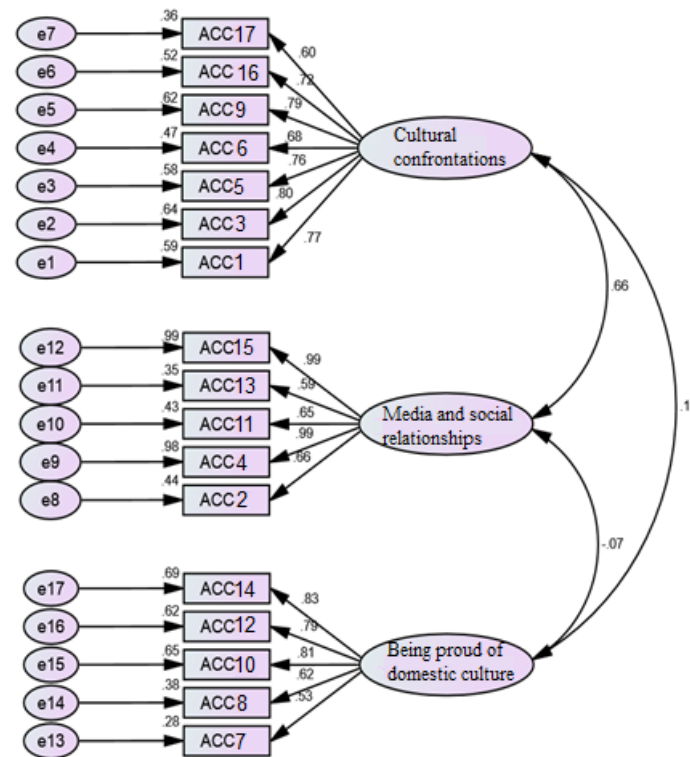 e7 .36 ACC17 .60
e6 .52 ACC16 .72
e5 .62 ACC9 .79
e4 .47 ACC6 .68
e3 .58 ACC5 .76
e2 .64 ACC3 .80
e1 .59 ACC1 .77
Cultural
confrontations
.66
.1
e12 .99 ACC15 .99
e11 .35 ACC13 .59
e10 .43 ACC11 .65
e9 .98 ACC4 .99
e8 .44 ACC2 .66
Media and social
relationships
-.07
e17 .69 ACC14 .83
e16 .62 ACC12 .79
e15 .65 ACC10 .81
e14 .38 ACC8 .62
e13 .28 ACC7 .53
Being proud of
domestic culture